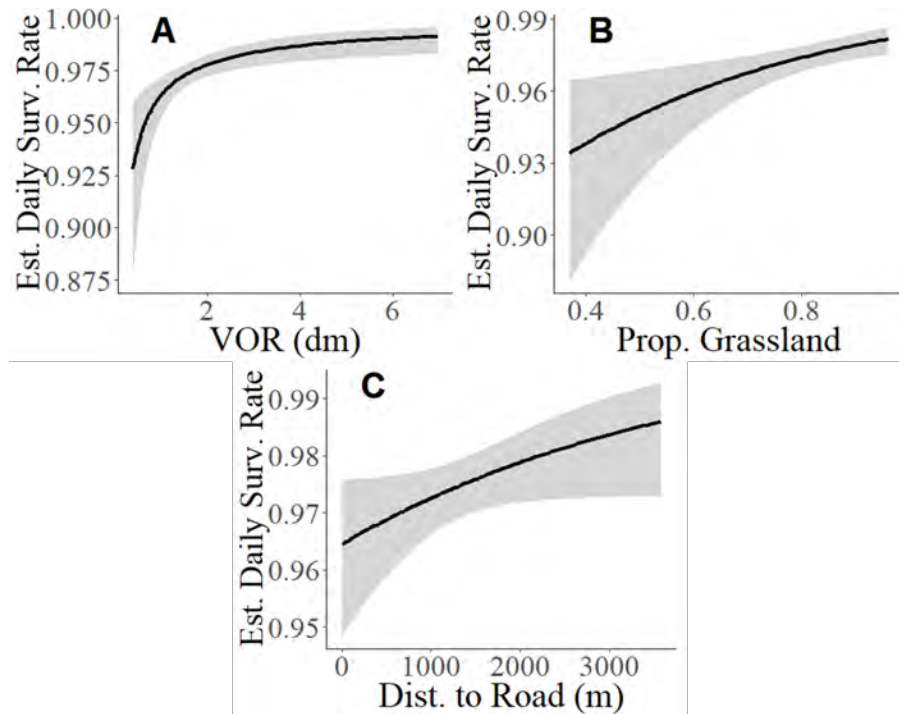 A
Est. Daily Surv. Rate
1.000
0.975
0.950
0.925
0.900
0.875
2 4 6
VOR (dm)
B
Est. Daily Surv. Rate
0.99
0.96
0.93
0.90
0.4 0.6 0.8
Prop. Grassland
C
Est. Daily Surv. Rate
0.99
0.98
0.97
0.96
0.95
0 1000 2000 3000
Dist. to Road (m)